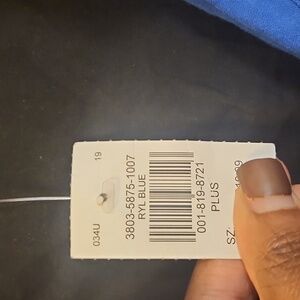 034U
19
3803-5875-1007
RYL BLUE
001-819-8721
PLUS
SZ